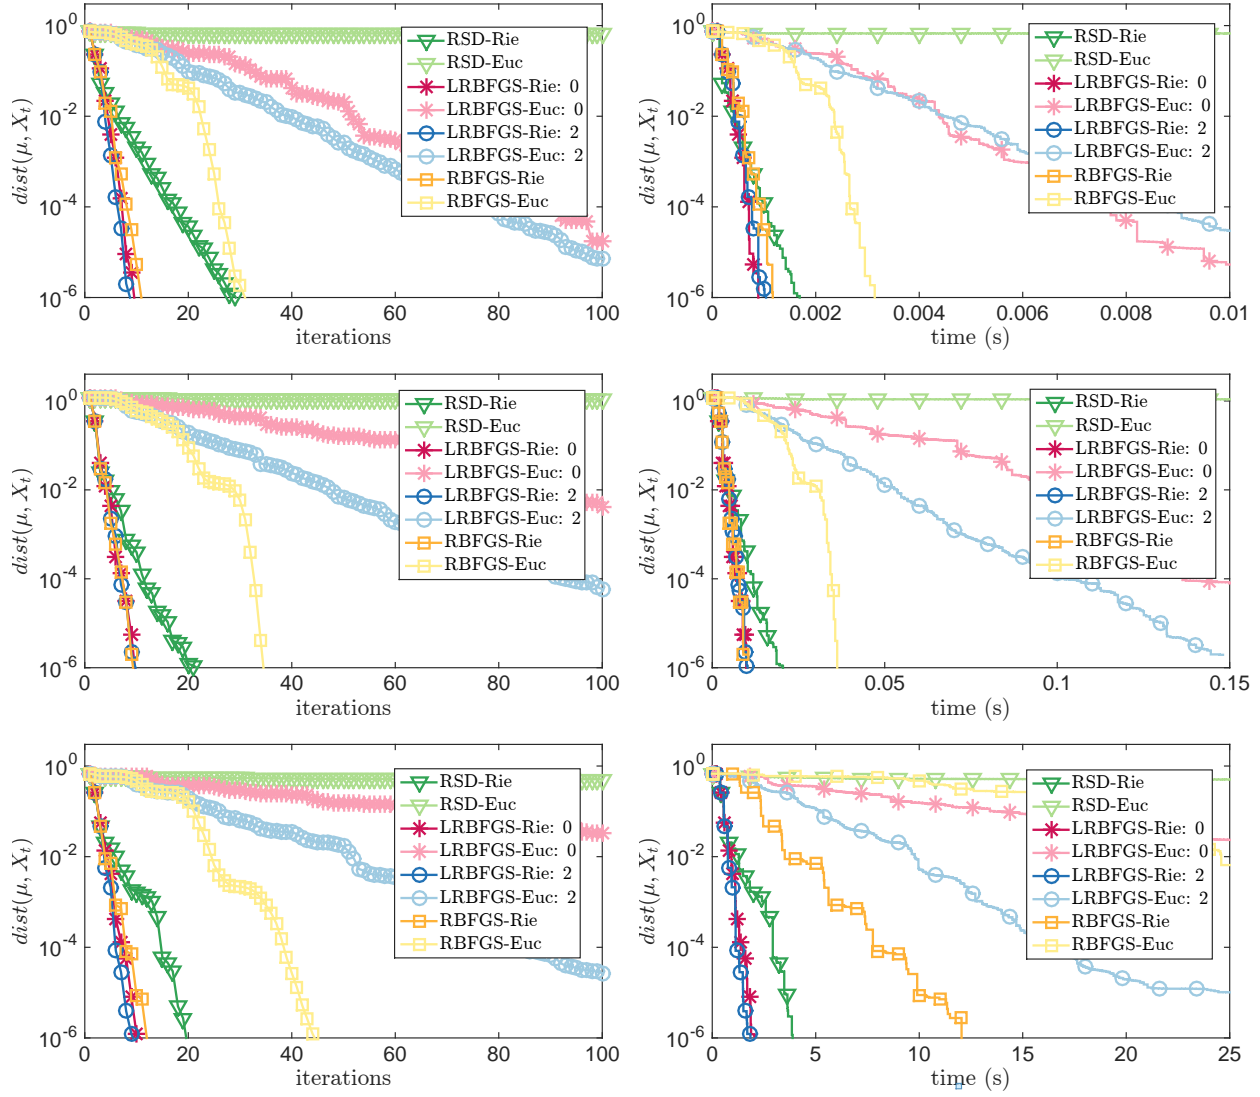 10^0
10^-2
10^-4
10^-6
dist(μ, X_t)
0 20 40 60 80 100
iterations
RSD-Rie
RSD-Euc
LRBFGS-Rie: 0
LRBFGS-Euc: 0
LRBFGS-Rie: 2
LRBFGS-Euc: 2
RBFGS-Rie
RBFGS-Euc
10^0
10^-2
10^-4
10^-6
dist(μ, X_t)
0 0.002 0.004 0.006 0.008 0.01
time (s)
RSD-Rie
RSD-Euc
LRBFGS-Rie: 0
LRBFGS-Euc: 0
LRBFGS-Rie: 2
LRBFGS-Euc: 2
RBFGS-Rie
RBFGS-Euc
10^0
10^-2
10^-4
10^-6
dist(μ, X_t)
0 20 40 60 80 100
iterations
RSD-Rie
RSD-Euc
LRBFGS-Rie: 0
LRBFGS-Euc: 0
LRBFGS-Rie: 2
LRBFGS-Euc: 2
RBFGS-Rie
RBFGS-Euc
10^0
10^-2
10^-4
10^-6
dist(μ, X_t)
0 0.05 0.1 0.15
time (s)
RSD-Rie
RSD-Euc
LRBFGS-Rie: 0
LRBFGS-Euc: 0
LRBFGS-Rie: 2
LRBFGS-Euc: 2
RBFGS-Rie
RBFGS-Euc
10^0
10^-2
10^-4
10^-6
dist(μ, X_t)
0 20 40 60 80 100
iterations
RSD-Rie
RSD-Euc
LRBFGS-Rie: 0
LRBFGS-Euc: 0
LRBFGS-Rie: 2
LRBFGS-Euc: 2
RBFGS-Rie
RBFGS-Euc
10^0
10^-2
10^-4
10^-6
dist(μ, X_t)
0 5 10 15 20 25
time (s)
RSD-Rie
RSD-Euc
LRBFGS-Rie: 0
LRBFGS-Euc: 0
LRBFGS-Rie: 2
LRBFGS-Euc: 2
RBFGS-Rie
RBFGS-Euc